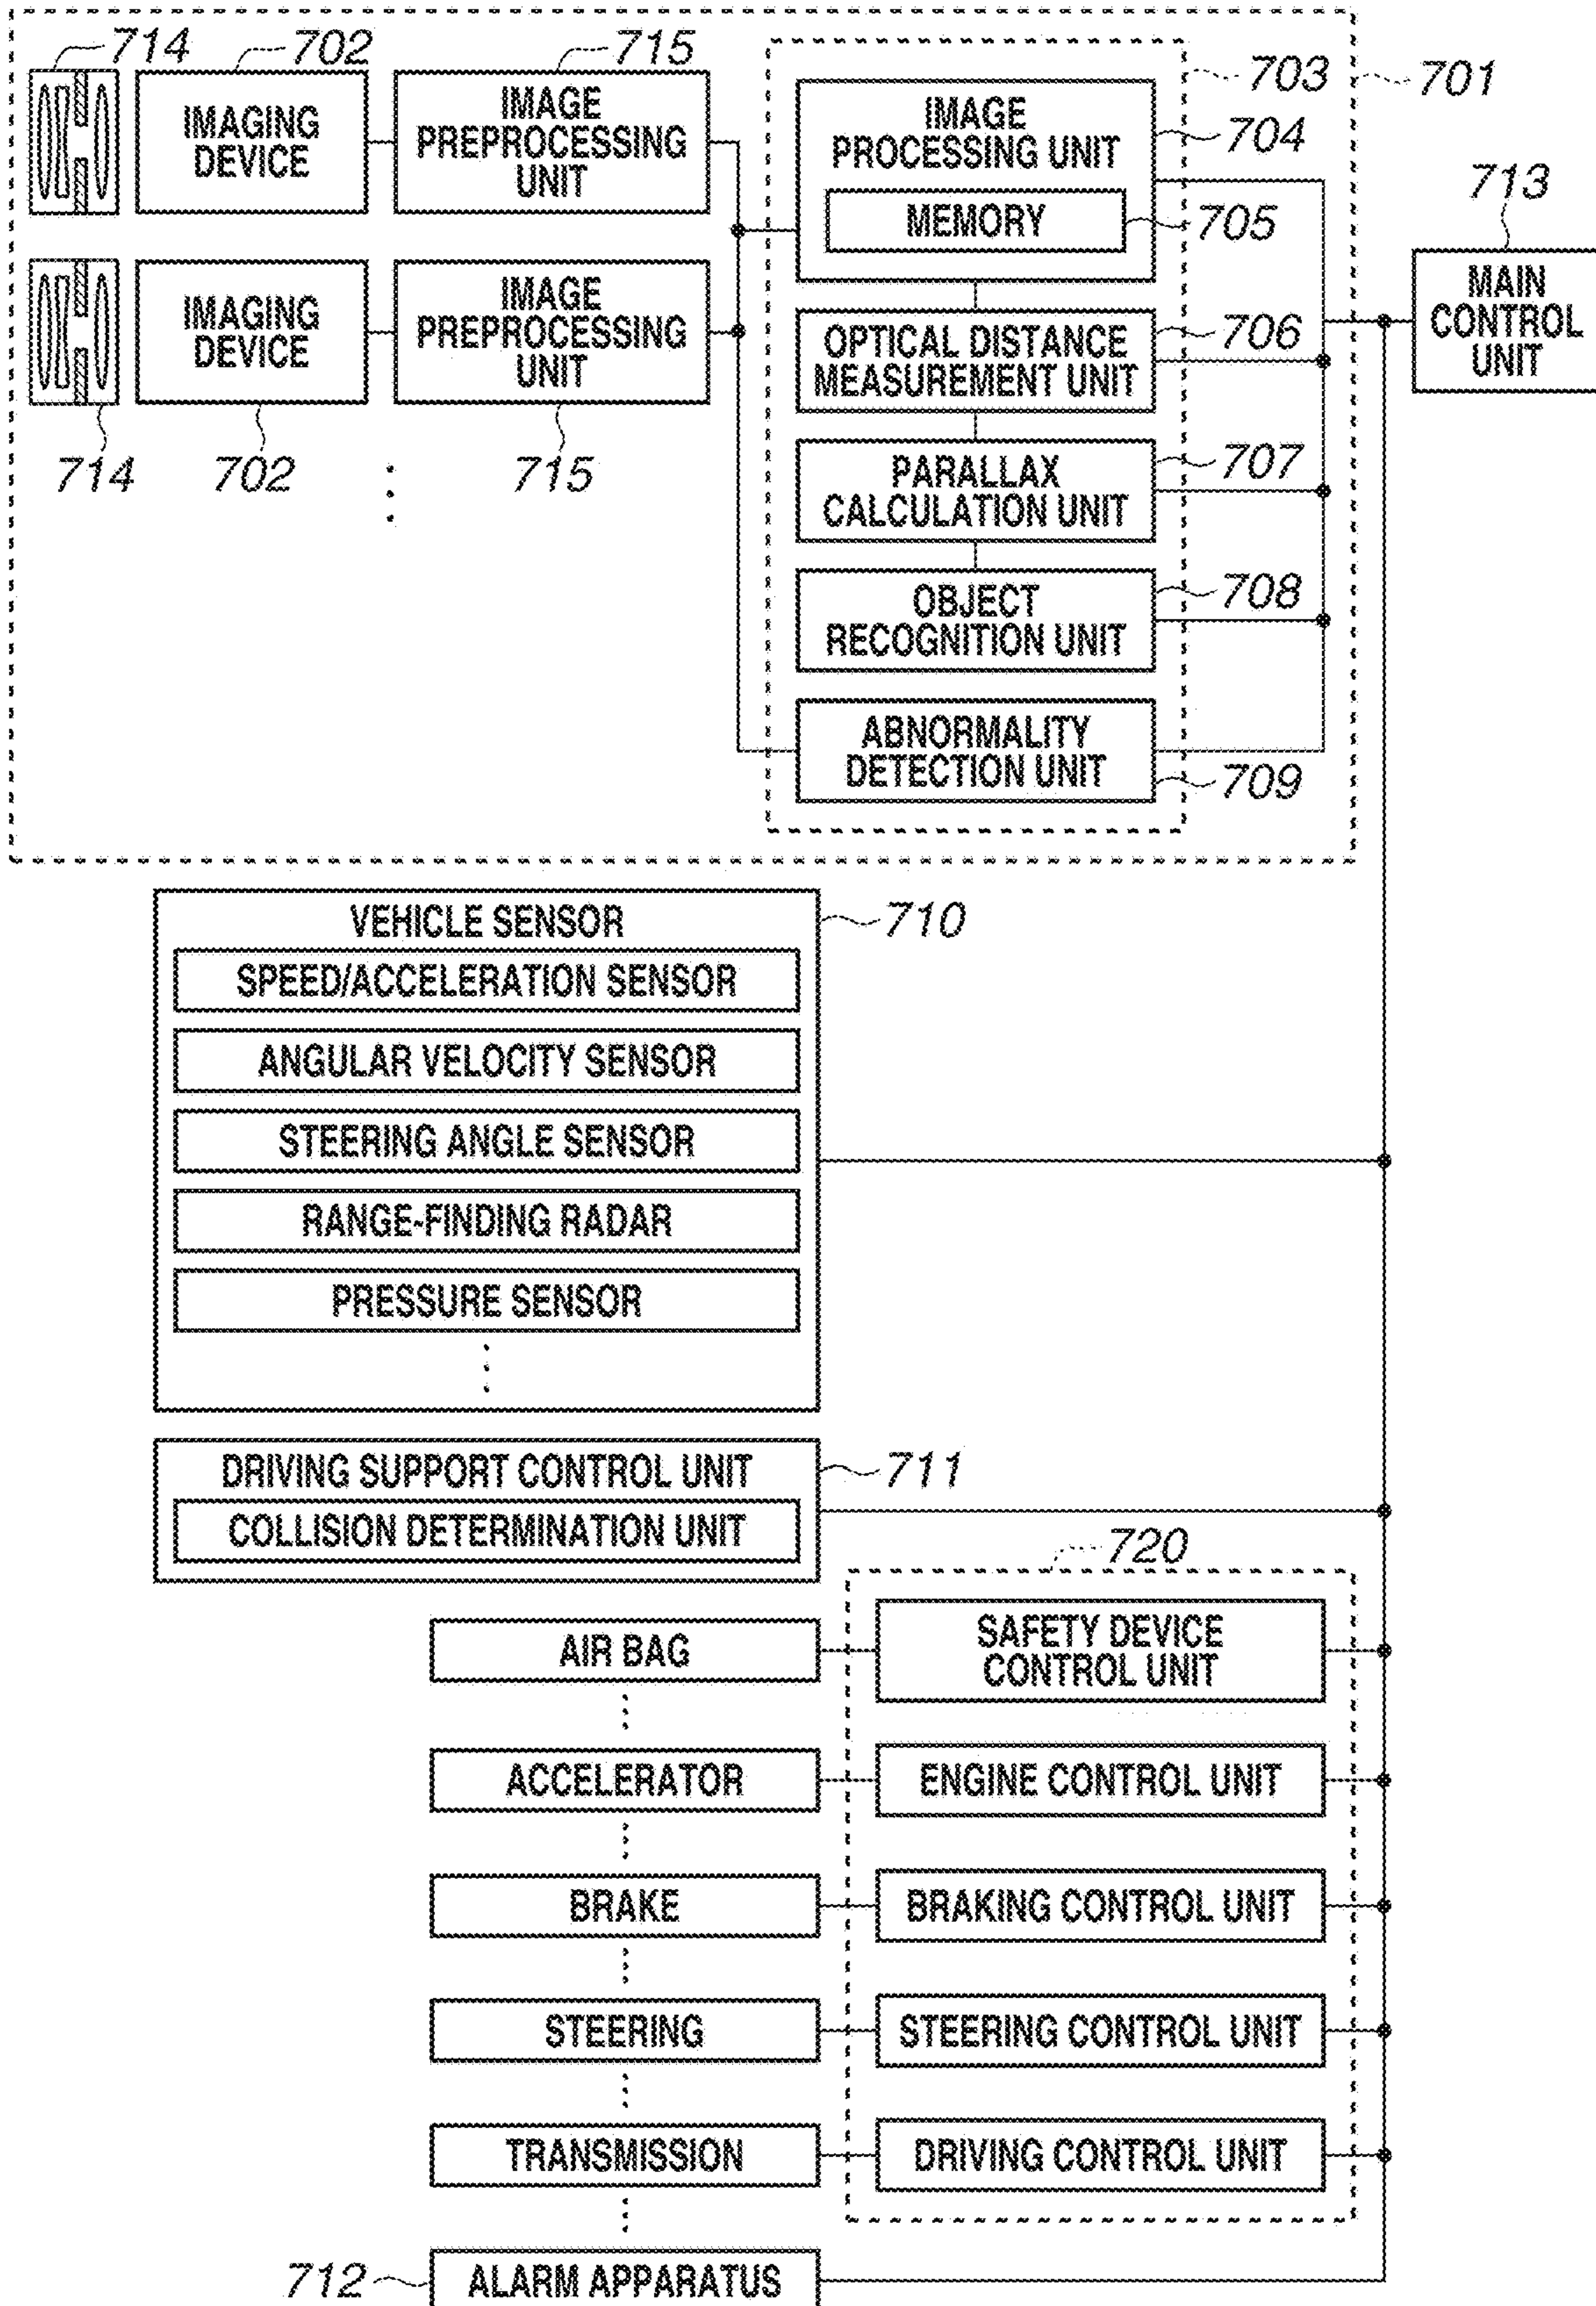 714
702
715
703
701
IMAGING
DEVICE
IMAGE
PREPROCESSING
UNIT
IMAGE
PROCESSING UNIT
704
MEMORY
705
713
MAIN
CONTROL
UNIT
IMAGING
DEVICE
IMAGE
PREPROCESSING
UNIT
714
702
715
OPTICAL DISTANCE
MEASUREMENT UNIT
706
PARALLAX
CALCULATION UNIT
707
OBJECT
RECOGNITION UNIT
708
ABNORMALITY
DETECTION UNIT
709
VEHICLE SENSOR
710
SPEED/ACCELERATION SENSOR
ANGULAR VELOCITY SENSOR
STEERING ANGLE SENSOR
RANGE-FINDING RADAR
PRESSURE SENSOR
DRIVING SUPPORT CONTROL UNIT
711
COLLISION DETERMINATION UNIT
720
AIR BAG
SAFETY DEVICE
CONTROL UNIT
ACCELERATOR
ENGINE CONTROL UNIT
BRAKE
BRAKING CONTROL UNIT
STEERING
STEERING CONTROL UNIT
TRANSMISSION
DRIVING CONTROL UNIT
712
ALARM APPARATUS